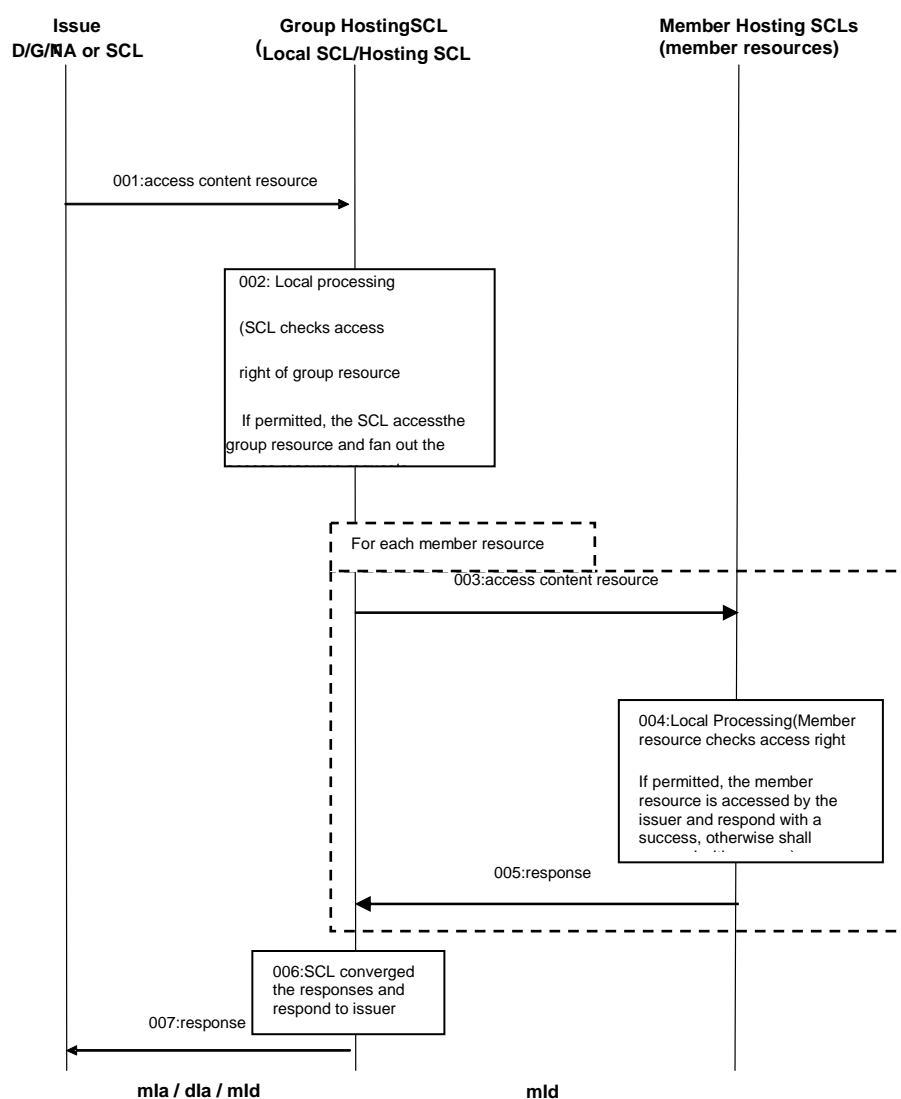 Issue
D/G/NA or SCL
Group HostingSCL
(Local SCL/Hosting SCL
Member Hosting SCLs
(member resources)
001:access content resource
002: Local processing
(SCL checks access
right of group resource
If permitted, the SCL accessthe
group resource and fan out the
For each member resource
003:access content resource
004:Local Processing(Member
resource checks access right
If permitted, the member
resource is accessed by the
issuer and respond with a
success, otherwise shall
005:response
006:SCL converged
the responses and
respond to issuer
007:response
mIa / dIa / mId
mId